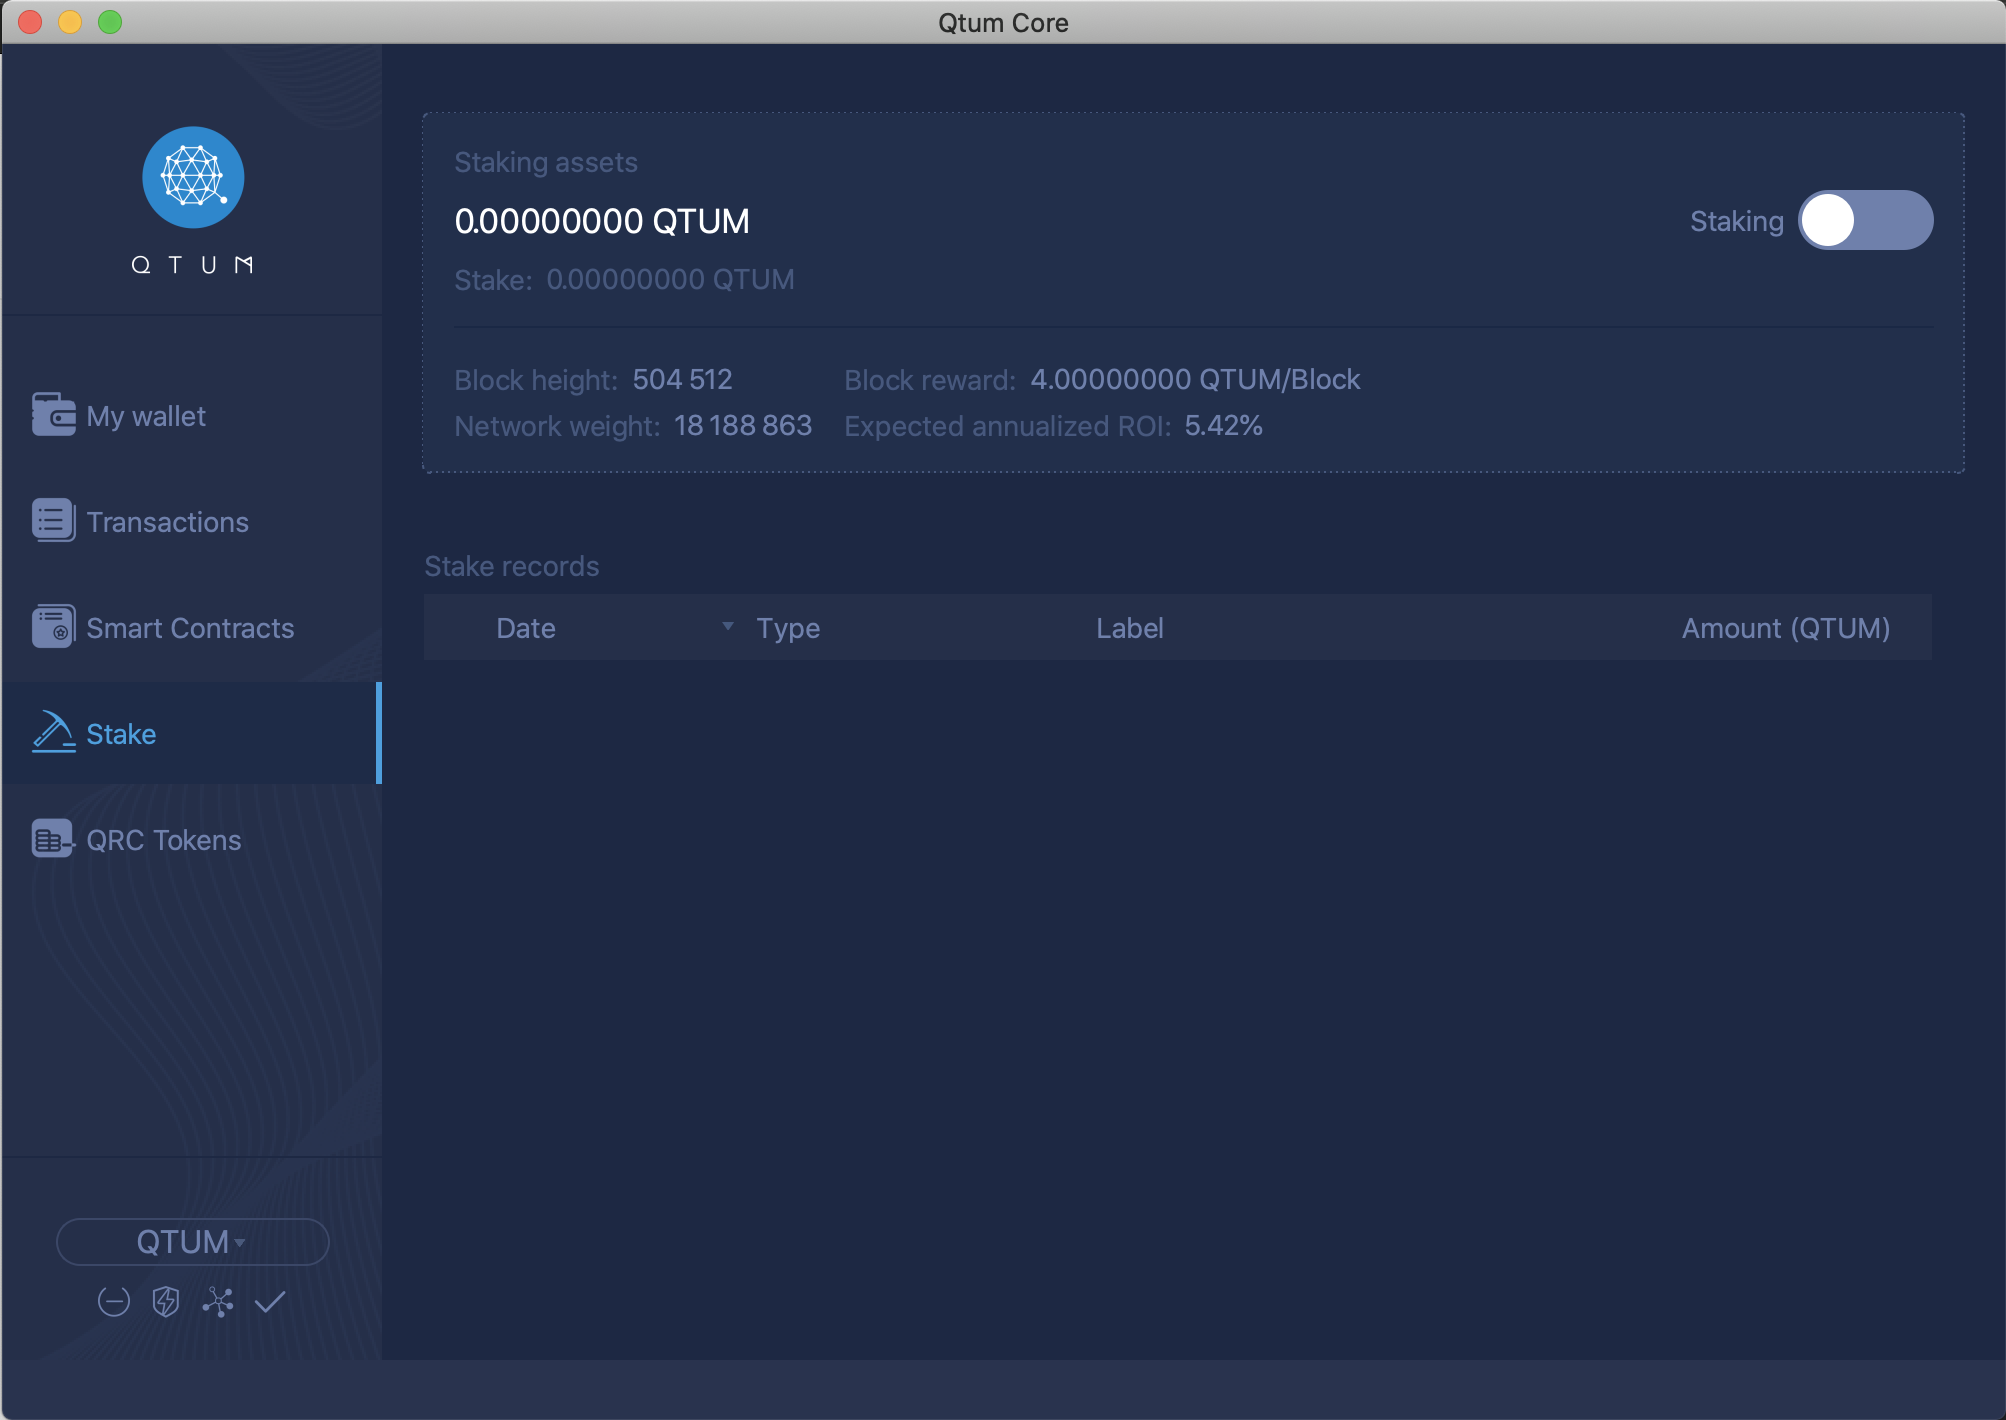 Qtum Core
QTUM
My wallet
Transactions
Smart Contracts
Stake
QRC Tokens
QTUM
Staking assets
0.00000000 QTUM
Staking
Stake: 0.00000000 QTUM
Block height: 504 512 Block reward: 4.00000000 QTUM/Block
Network weight: 18 188 863 Expected annualized ROI: 5.42%
Stake records
Date Type Label Amount (QTUM)